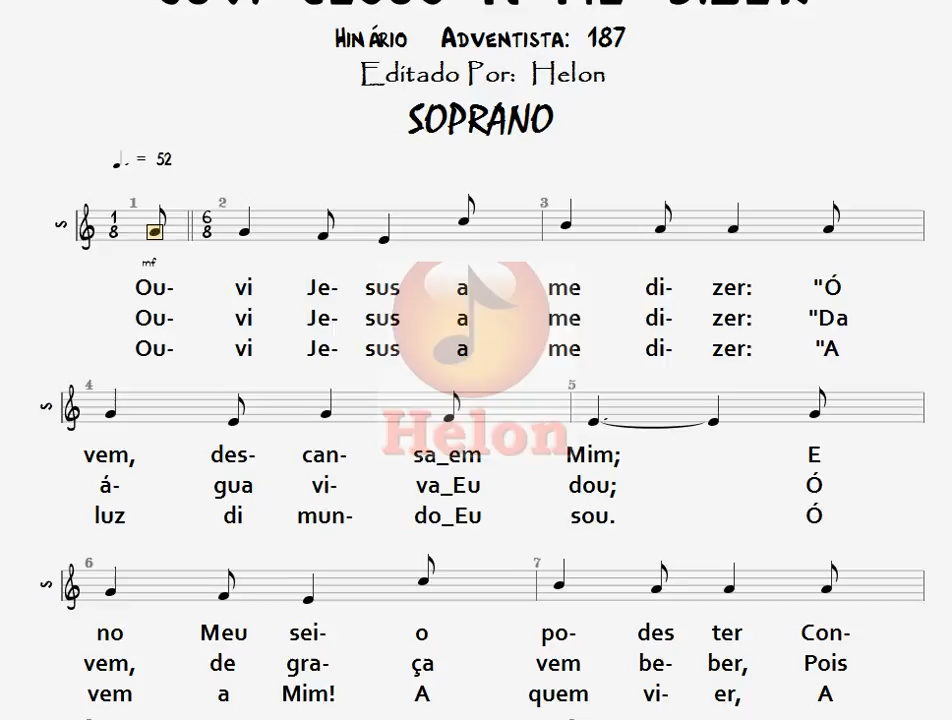 Hinário Adventista: 187
Editado Por: Helon
SOPRANO
= 52
1 2 3
S 1 8 6 8
mf
Ou- vi Je- sus a me di- zer: "Ó
Ou- vi Je- sus a me di- zer: "Da
Ou- vi Je- sus a me di- zer: "A
4 5
S
Helon
vem, des- can- sa_em Mim; E
á- gua vi- va_Eu dou; Ó
luz di mun- do_Eu sou. Ó
6 7
S
no Meu sei- o po- des ter Con-
vem, de gra- ça vem be- ber, Pois
vem a Mim! A quem vi- er, A